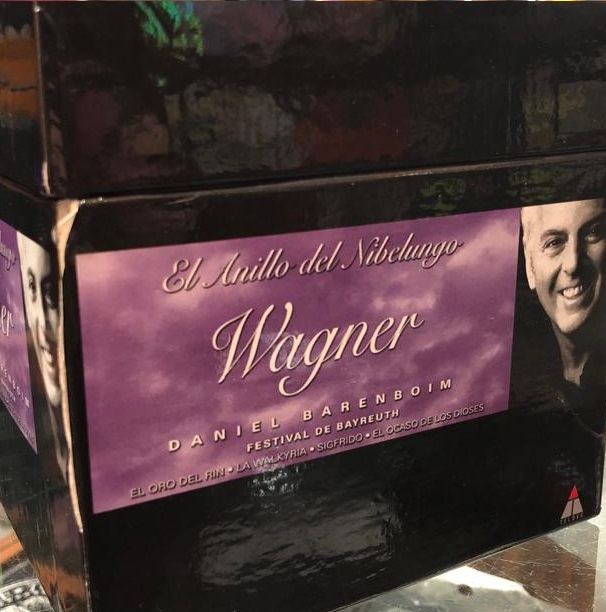 El Anillo del Nibelungo
Wagner
DANIEL BARENBOIM
FESTIVAL DE BAYREUTH
EL ORO DEL RIN • LA WALKYRIA • SIGFRIDO • EL OCASO DE LOS DIOSES
TELDEC